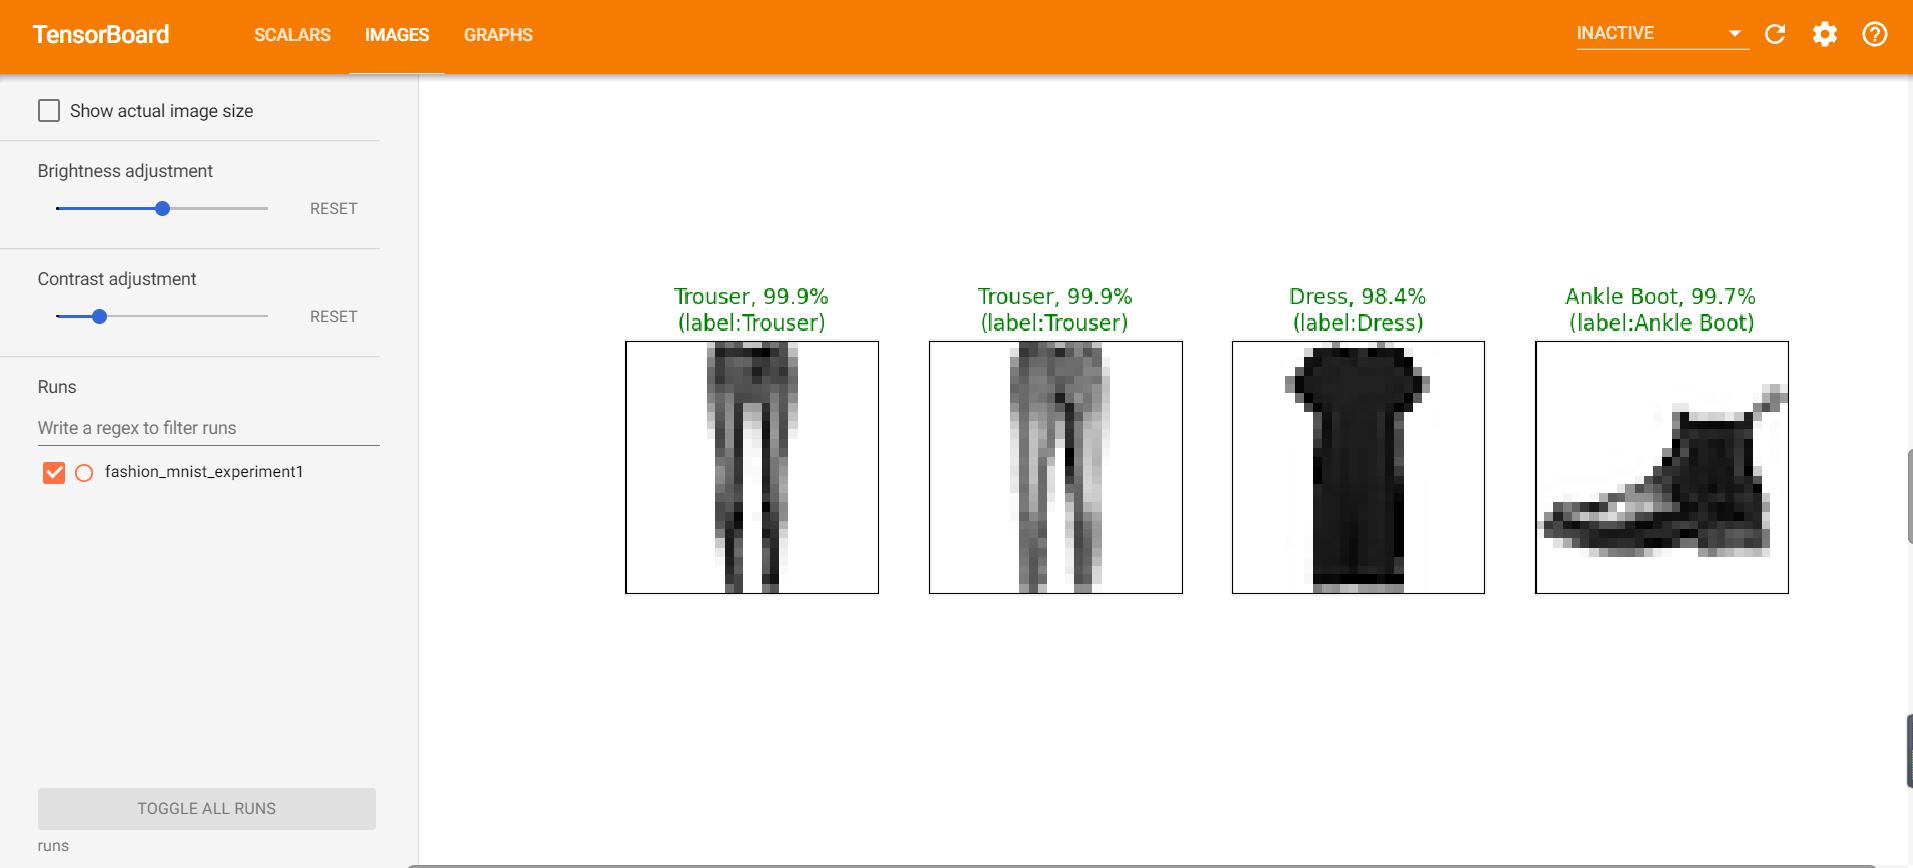 TensorBoard
SCALARS
IMAGES
GRAPHS
INACTIVE
Show actual image size
Brightness adjustment
RESET
Contrast adjustment
RESET
Runs
Write a regex to filter runs
fashion_mnist_experiment1
TOGGLE ALL RUNS
runs
Trouser, 99.9%
(label:Trouser)
Trouser, 99.9%
(label:Trouser)
Dress, 98.4%
(label:Dress)
Ankle Boot, 99.7%
(label:Ankle Boot)